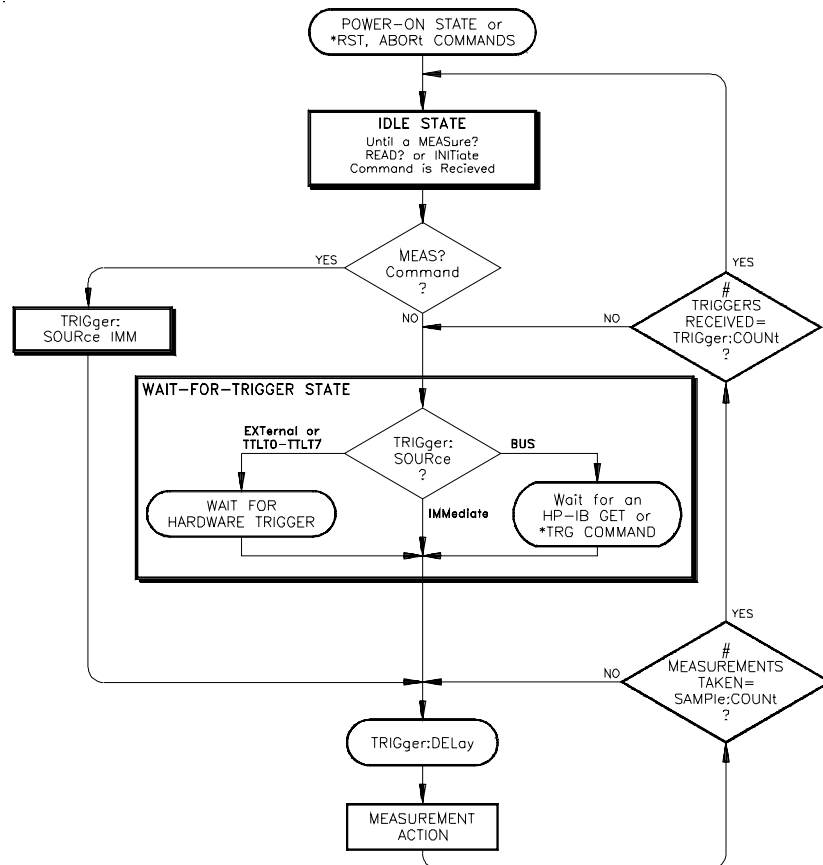 POWER-ON STATE or
*RST, ABORt COMMANDS
IDLE STATE
Until a MEASure?
READ? or INITiate
Command is Recieved
MEAS?
Command
?
YES
NO
TRIGger:
SOURce IMM
#
TRIGGERS
RECEIVED=
TRIGger:COUNt
?
YES
NO
WAIT-FOR-TRIGGER STATE
EXTernal or
TTLT0-TTLT7
TRIGger:
SOURce
?
BUS
IMMediate
WAIT FOR
HARDWARE TRIGGER
Wait for an
HP-IB GET or
*TRG COMMAND
#
MEASUREMENTS
TAKEN=
SAMPle:COUNt
?
YES
NO
TRIGger:DELay
MEASUREMENT
ACTION